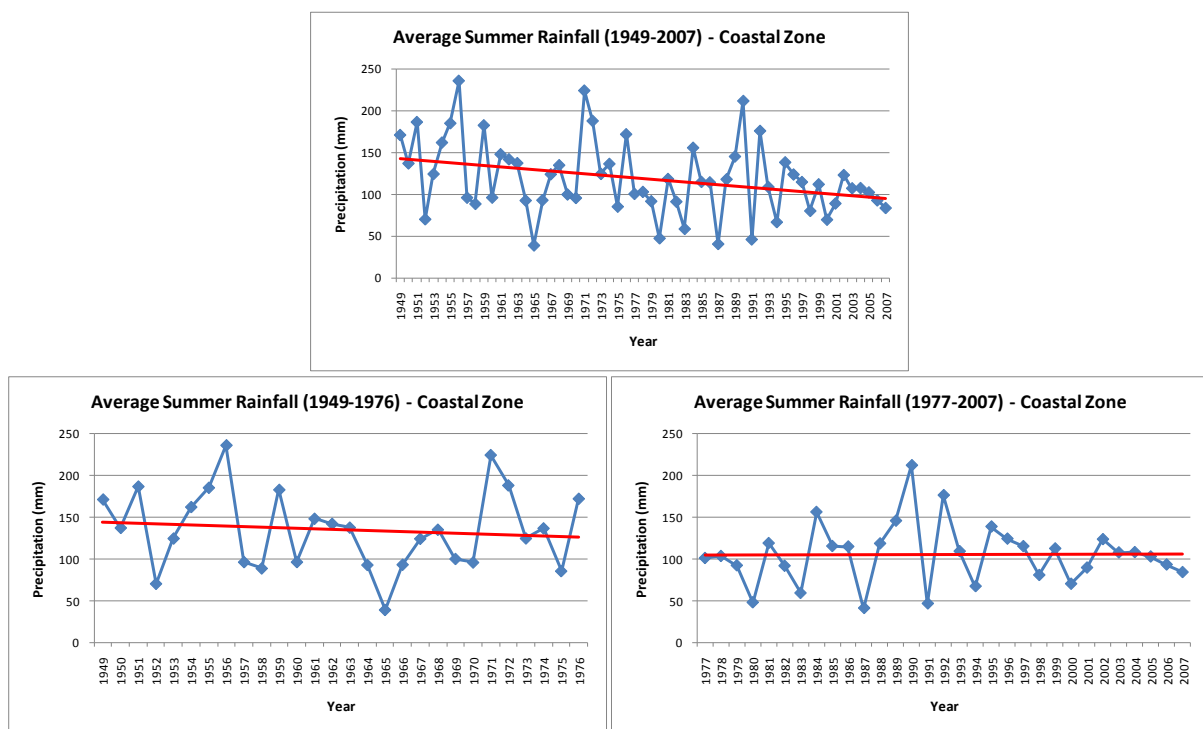 Average Summer Rainfall (1949-2007) - Coastal Zone
250
200
150
100
50
0
Precipitation (mm)
1949 1951 1953 1955 1957 1959 1961 1963 1965 1967 1969 1971 1973 1975 1977 1979 1981 1983 1985 1987 1989 1991 1993 1995 1997 1999 2001 2003 2005 2007
Year
Average Summer Rainfall (1949-1976) - Coastal Zone
250
200
150
100
50
0
Precipitation (mm)
1949 1950 1951 1952 1953 1954 1955 1956 1957 1958 1959 1960 1961 1962 1963 1964 1965 1966 1967 1968 1969 1970 1971 1972 1973 1974 1975 1976
Year
Average Summer Rainfall (1977-2007) - Coastal Zone
250
200
150
100
50
0
Precipitation (mm)
1977 1978 1979 1980 1981 1982 1983 1984 1985 1986 1987 1988 1989 1990 1991 1992 1993 1994 1995 1996 1997 1998 1999 2000 2001 2002 2003 2004 2005 2006 2007
Year